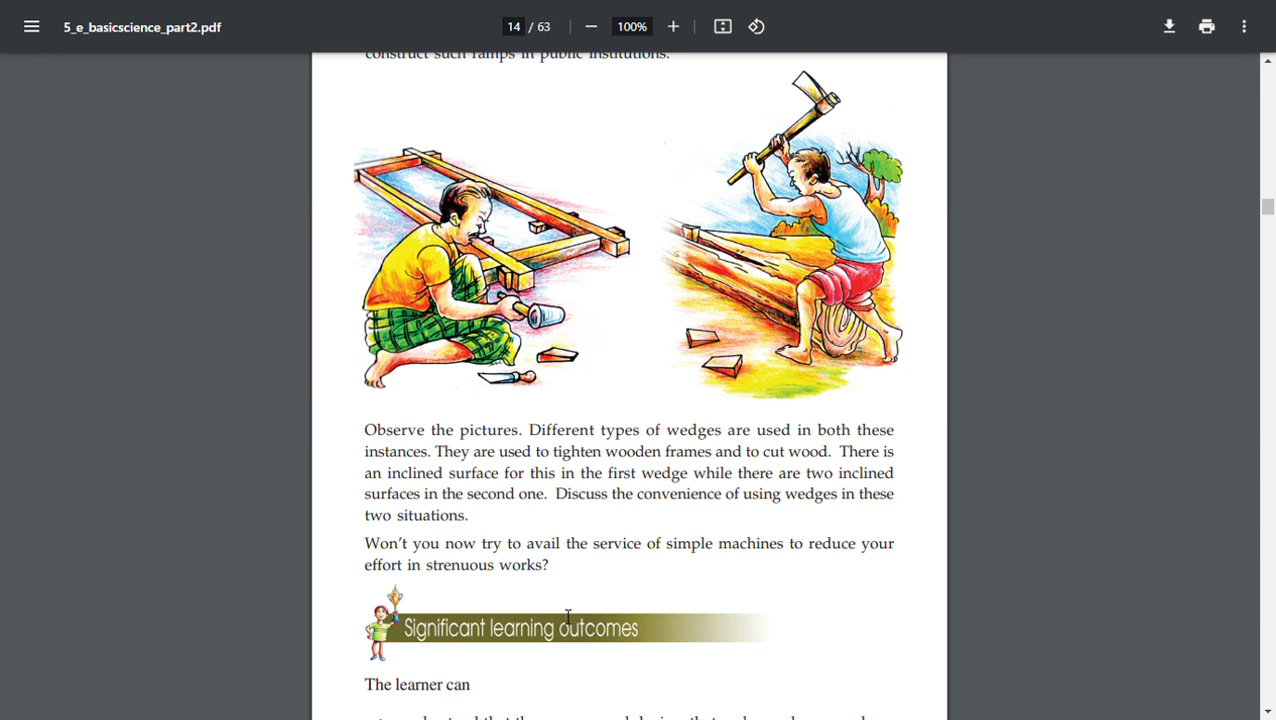 5_e_basicscience_part2.pdf
14 / 63
100%
construct such ramps in public institutions.
Observe the pictures. Different types of wedges are used in both these
instances. They are used to tighten wooden frames and to cut wood. There is
an inclined surface for this in the first wedge while there are two inclined
surfaces in the second one. Discuss the convenience of using wedges in these
two situations.
Won't you now try to avail the service of simple machines to reduce your
effort in strenuous works?
Significant learning outcomes
The learner can